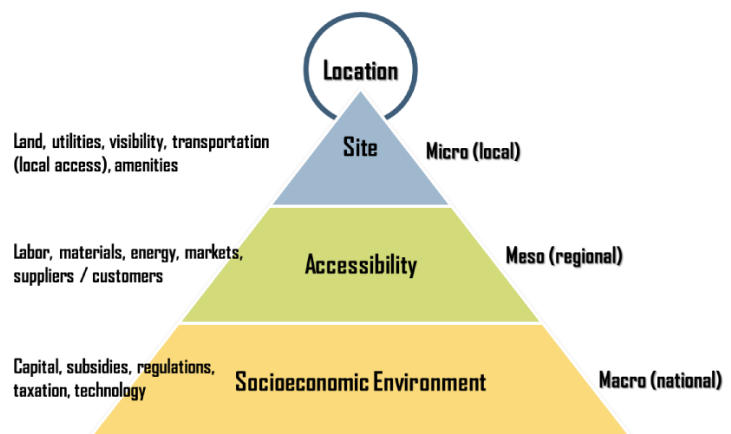 Location
Land, utilities, visibility, transportation
(local access), amenities
Site
Micro (local)
Labor, materials, energy, markets,
suppliers / customers
Accessibility
Meso (regional)
Capital, subsidies, regulations,
taxation, technology
Socioeconomic Environment
Macro (national)